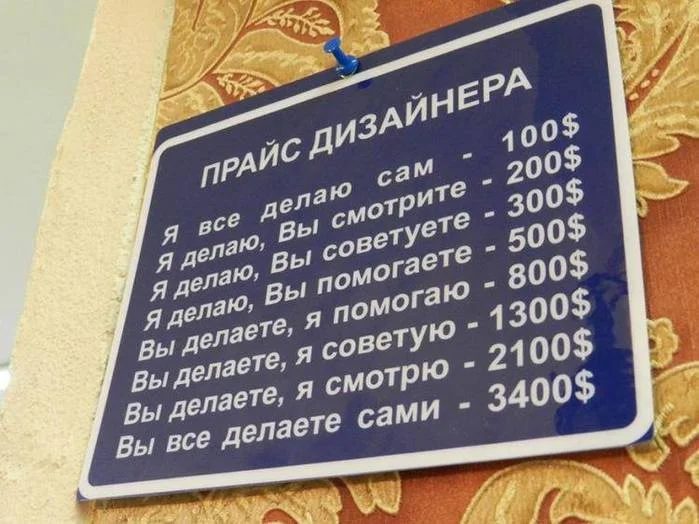 ПРАЙС ДИЗАЙНЕРА
Я все делаю сам - 100$
Я делаю, Вы смотрите - 200$
Я делаю, Вы советуете - 300$
Я делаю, Вы помогаете - 500$
Вы делаете, я помогаю - 800$
Вы делаете, я советую - 1300$
Вы делаете, я смотрю - 2100$
Вы все делаете сами - 3400$